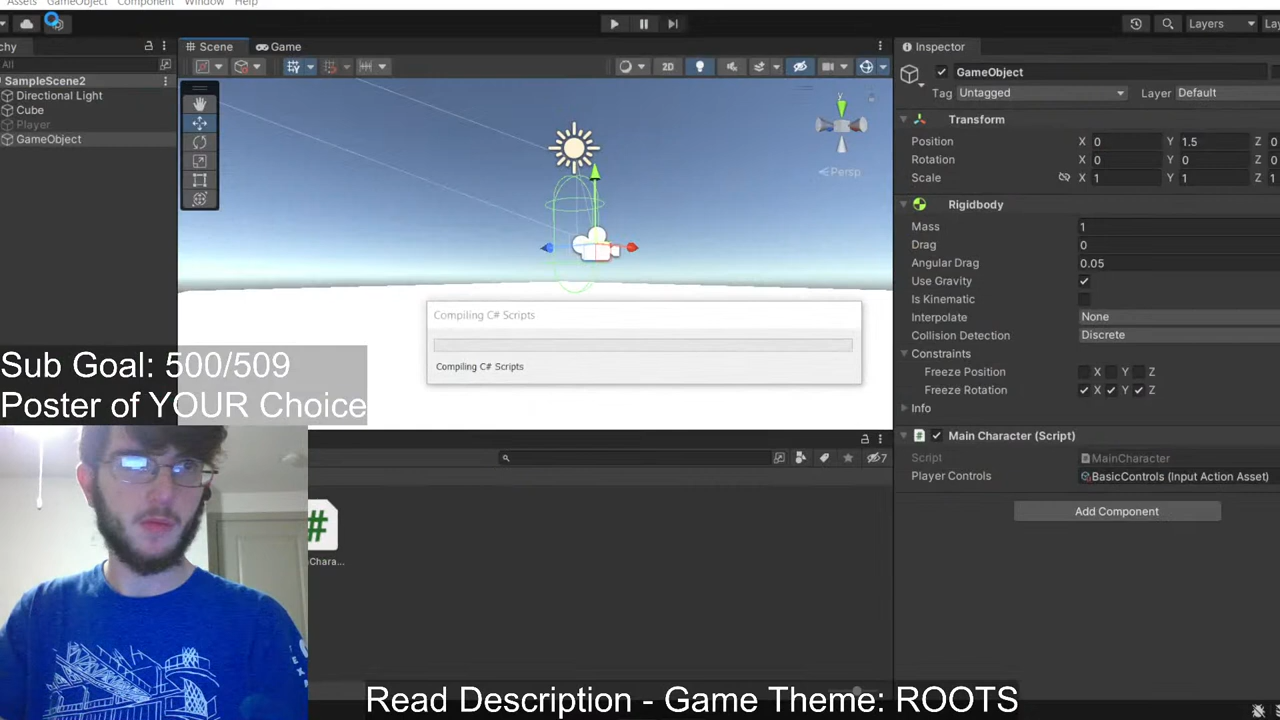 Assets GameObject Component Window Help
Layers Lay
chy
Scene
Game
Inspector
All
2D
SampleScene2
Directional Light
Cube
Player
GameObject
y
Persp
GameObject
Tag Untagged Layer Default
Transform
Position X 0 Y 1.5 Z 0
Rotation X 0 Y 0 Z 0
Scale X 1 Y 1 Z 1
Rigidbody
Mass 1
Drag 0
Angular Drag 0.05
Use Gravity
Is Kinematic
Interpolate None
Collision Detection Discrete
Constraints
Freeze Position X Y Z
Freeze Rotation X Y Z
Info
Main Character (Script)
Script MainCharacter
Player Controls BasicControls (Input Action Asset)
Add Component
Compiling C# Scripts
Compiling C# Scripts
7
#
nChara...
Sub Goal: 500/509
Poster of YOUR Choice
Read Description - Game Theme: ROOTS